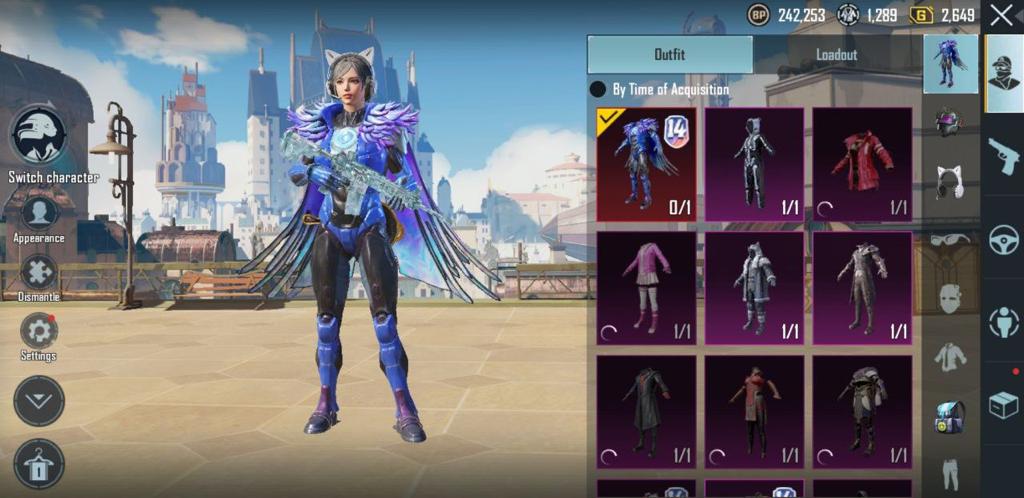 BP 242,253 1,289 G 2,649
Outfit Loadout
By Time of Acquisition
Switch character
Appearance
Dismantle
Settings
14
0/1 1/1 1/1
1/1 1/1 1/1
1/1 1/1 1/1
14